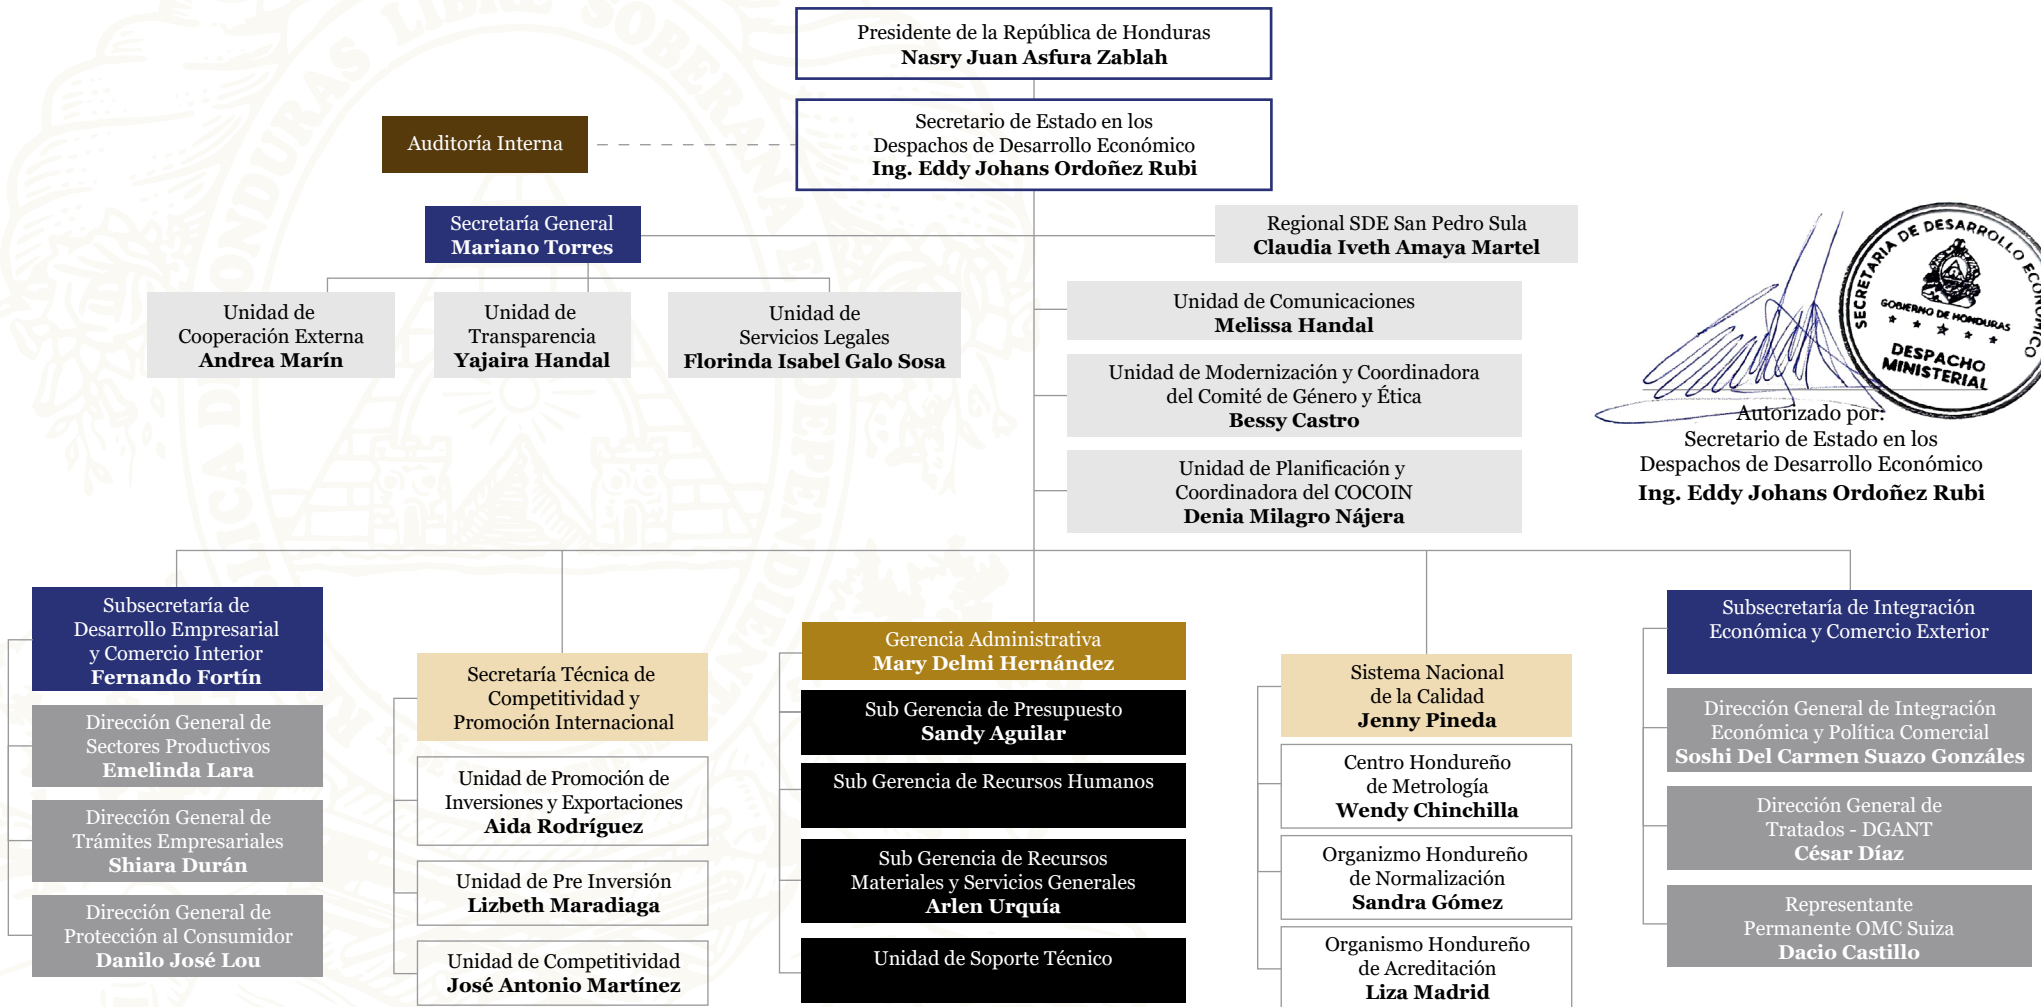 Presidente de la República de Honduras
Nasry Juan Asfura Zablah
Auditoría Interna
Secretario de Estado en los
Despachos de Desarrollo Económico
Ing. Eddy Johans Ordoñez Rubi
Secretaría General
Mariano Torres
Regional SDE San Pedro Sula
Claudia Iveth Amaya Martel
Unidad de
Cooperación Externa
Andrea Marín
Unidad de
Transparencia
Yajaira Handal
Unidad de
Servicios Legales
Florinda Isabel Galo Sosa
Unidad de Comunicaciones
Melissa Handal
Unidad de Modernización y Coordinadora
del Comité de Género y Ética
Bessy Castro
Unidad de Planificación y
Coordinadora del COCOIN
Denia Milagro Nájera
SECRETARIA DE DESARROLLO ECONOMICO
GOBIERNO DE HONDURAS
DESPACHO
MINISTERIAL
Autorizado por:
Secretario de Estado en los
Despachos de Desarrollo Económico
Ing. Eddy Johans Ordoñez Rubi
Subsecretaría de
Desarrollo Empresarial
y Comercio Interior
Fernando Fortín
Dirección General de
Sectores Productivos
Emelinda Lara
Dirección General de
Trámites Empresariales
Shiara Durán
Dirección General de
Protección al Consumidor
Danilo José Lou
Secretaría Técnica de
Competitividad y
Promoción Internacional
Unidad de Promoción de
Inversiones y Exportaciones
Aida Rodríguez
Unidad de Pre Inversión
Lizbeth Maradiaga
Unidad de Competitividad
José Antonio Martínez
Gerencia Administrativa
Mary Delmi Hernández
Sub Gerencia de Presupuesto
Sandy Aguilar
Sub Gerencia de Recursos Humanos
Sub Gerencia de Recursos
Materiales y Servicios Generales
Arlen Urquía
Unidad de Soporte Técnico
Sistema Nacional
de la Calidad
Jenny Pineda
Centro Hondureño
de Metrología
Wendy Chinchilla
Organizmo Hondureño
de Normalización
Sandra Gómez
Organismo Hondureño
de Acreditación
Liza Madrid
Subsecretaría de Integración
Económica y Comercio Exterior
Dirección General de Integración
Económica y Política Comercial
Soshi Del Carmen Suazo Gonzáles
Dirección General de
Tratados - DGANT
César Díaz
Representante
Permanente OMC Suiza
Dacio Castillo